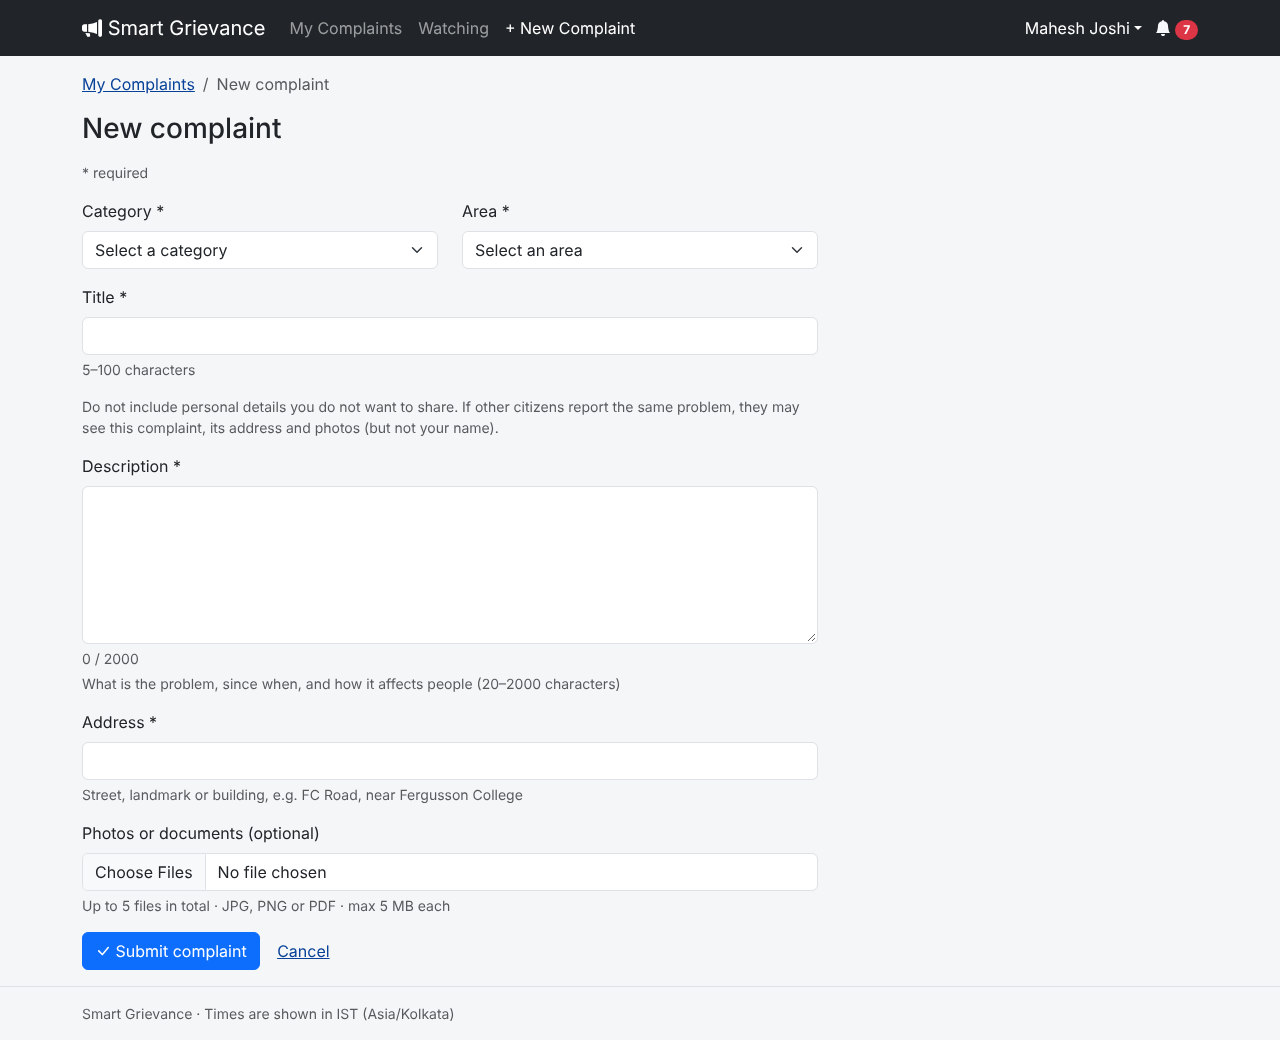 Smart Grievance My Complaints Watching + New Complaint Mahesh Joshi 7
My Complaints / New complaint
New complaint
* required
Category * Area *
Select a category Select an area
Title *
5–100 characters
Do not include personal details you do not want to share. If other citizens report the same problem, they may
see this complaint, its address and photos (but not your name).
Description *
0 / 2000
What is the problem, since when, and how it affects people (20–2000 characters)
Address *
Street, landmark or building, e.g. FC Road, near Fergusson College
Photos or documents (optional)
Choose Files No file chosen
Up to 5 files in total · JPG, PNG or PDF · max 5 MB each
Submit complaint Cancel
Smart Grievance · Times are shown in IST (Asia/Kolkata)